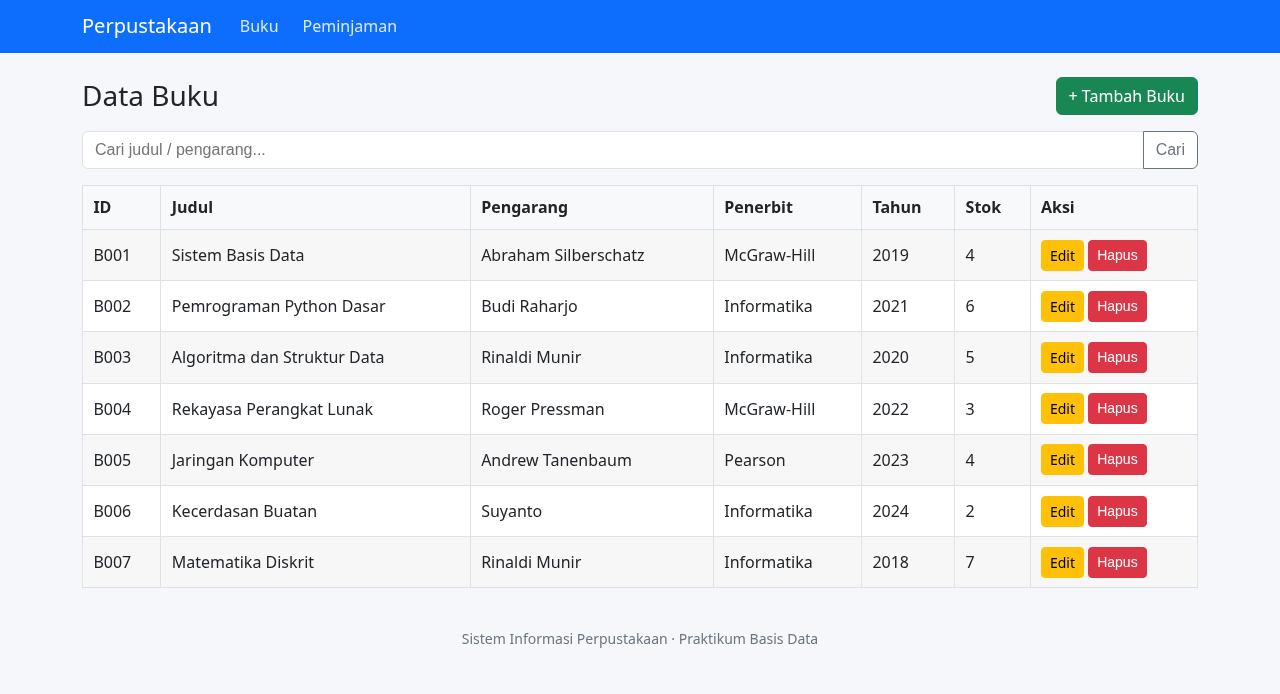 Perpustakaan Buku Peminjaman
Data Buku + Tambah Buku
Cari judul / pengarang... Cari
ID Judul Pengarang Penerbit Tahun Stok Aksi
B001 Sistem Basis Data Abraham Silberschatz McGraw-Hill 2019 4 Edit Hapus
B002 Pemrograman Python Dasar Budi Raharjo Informatika 2021 6 Edit Hapus
B003 Algoritma dan Struktur Data Rinaldi Munir Informatika 2020 5 Edit Hapus
B004 Rekayasa Perangkat Lunak Roger Pressman McGraw-Hill 2022 3 Edit Hapus
B005 Jaringan Komputer Andrew Tanenbaum Pearson 2023 4 Edit Hapus
B006 Kecerdasan Buatan Suyanto Informatika 2024 2 Edit Hapus
B007 Matematika Diskrit Rinaldi Munir Informatika 2018 7 Edit Hapus
Sistem Informasi Perpustakaan · Praktikum Basis Data